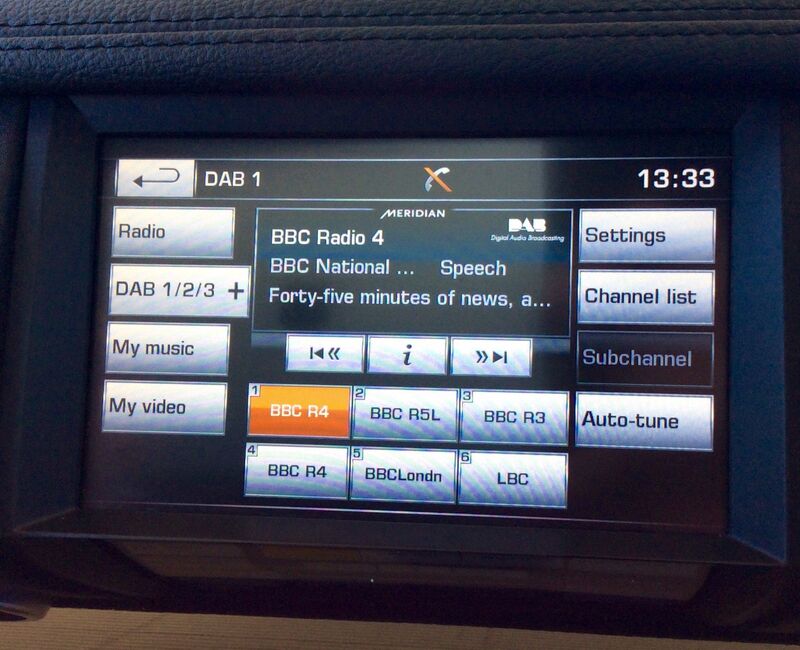 DAB 1
13:33
Radio
DAB 1/2/3 +
My music
My video
MERIDIAN
BBC Radio 4
DAB
Digital Audio Broadcasting
BBC National ... Speech
Forty-five minutes of news, a...
i
Settings
Channel list
Subchannel
Auto-tune
1 BBC R4
2 BBC R5L
3 BBC R3
4 BBC R4
5 BBCLondn
6 LBC